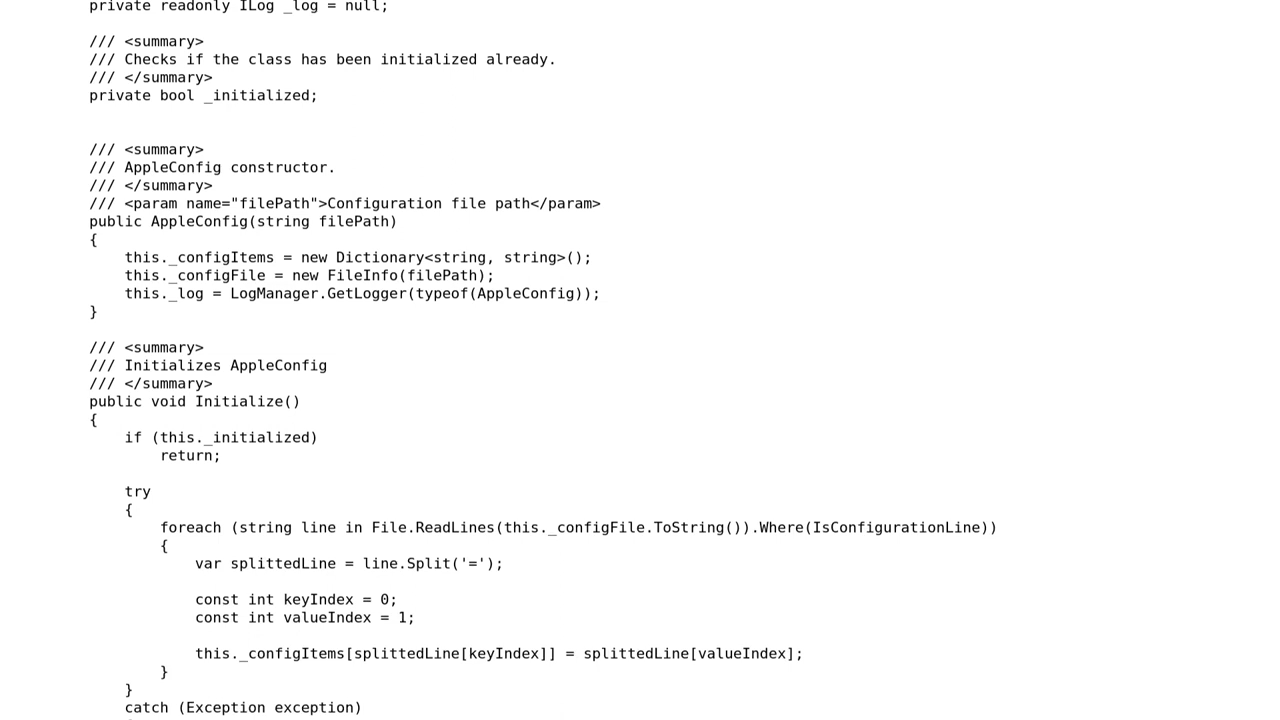 private readonly ILog _log = null;
/// <summary>
/// Checks if the class has been initialized already.
/// </summary>
private bool _initialized;
/// <summary>
/// AppleConfig constructor.
/// </summary>
/// <param name="filePath">Configuration file path</param>
public AppleConfig(string filePath)
{
    this._configItems = new Dictionary<string, string>();
    this._configFile = new FileInfo(filePath);
    this._log = LogManager.GetLogger(typeof(AppleConfig));
}
/// <summary>
/// Initializes AppleConfig
/// </summary>
public void Initialize()
{
    if (this._initialized)
        return;
    try
    {
        foreach (string line in File.ReadLines(this._configFile.ToString()).Where(IsConfigurationLine))
        {
            var splittedLine = line.Split('=');
            const int keyIndex = 0;
            const int valueIndex = 1;
            this._configItems[splittedLine[keyIndex]] = splittedLine[valueIndex];
        }
    }
    catch (Exception exception)